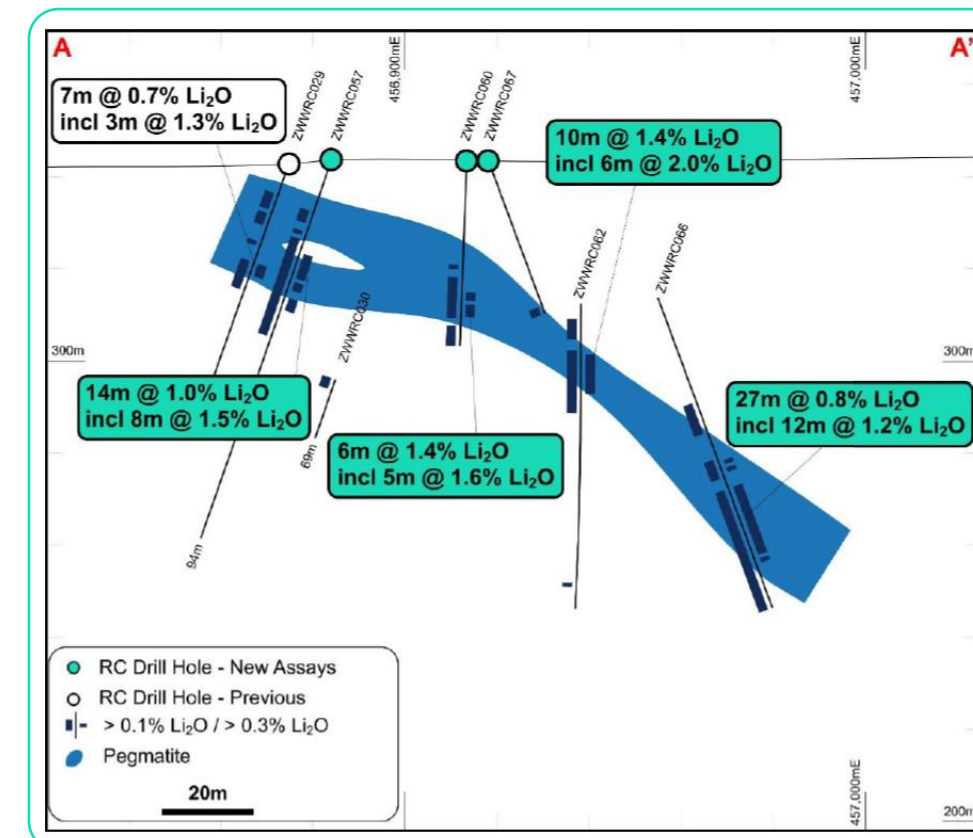 A
A'
456,900mE
457,000mE
ZWWRC029
ZWWRC057
ZWWRC060
ZWWRC067
7m @ 0.7% Li₂O
incl 3m @ 1.3% Li₂O
10m @ 1.4% Li₂O
incl 6m @ 2.0% Li₂O
ZWWRC062
ZWWRC066
ZWWRC030
300m
300m
14m @ 1.0% Li₂O
incl 8m @ 1.5% Li₂O
27m @ 0.8% Li₂O
incl 12m @ 1.2% Li₂O
6m @ 1.4% Li₂O
incl 5m @ 1.6% Li₂O
69m
94m
RC Drill Hole - New Assays
RC Drill Hole - Previous
> 0.1% Li₂O / > 0.3% Li₂O
Pegmatite
20m
457,000mE
200m